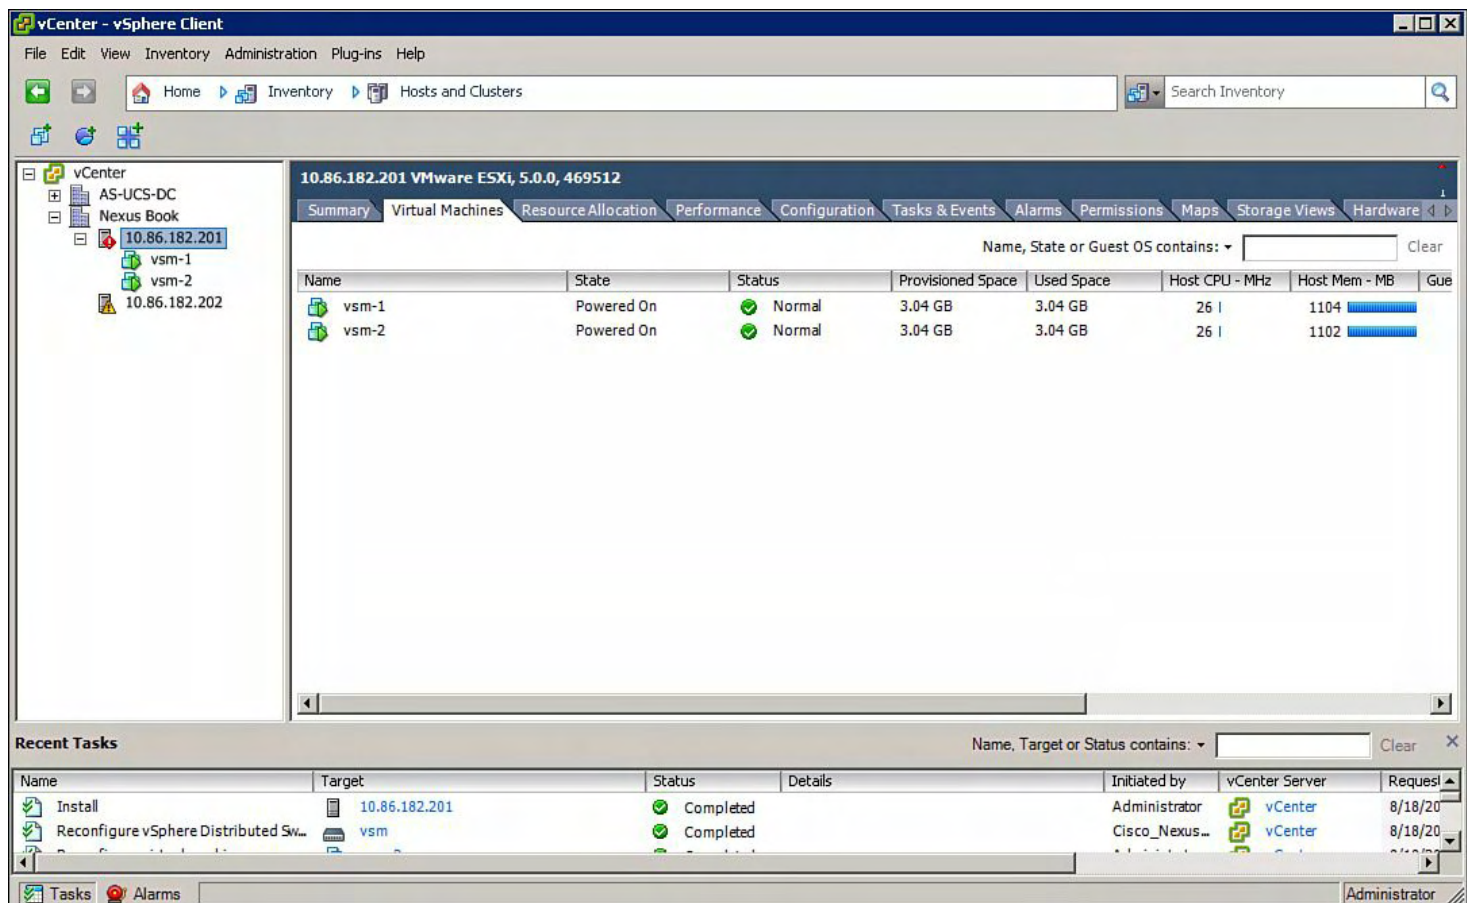 vCenter - vSphere Client
File Edit View Inventory Administration Plug-ins Help
Home Inventory Hosts and Clusters Search Inventory
vCenter
AS-UCS-DC
Nexus Book
10.86.182.201
vsm-1
vsm-2
10.86.182.202
10.86.182.201 VMware ESXi, 5.0.0, 469512
Summary Virtual Machines Resource Allocation Performance Configuration Tasks & Events Alarms Permissions Maps Storage Views Hardware
Name, State or Guest OS contains: Clear
Name State Status Provisioned Space Used Space Host CPU - MHz Host Mem - MB Gue
vsm-1 Powered On Normal 3.04 GB 3.04 GB 26 1104
vsm-2 Powered On Normal 3.04 GB 3.04 GB 26 1102
Recent Tasks Name, Target or Status contains: Clear
Name Target Status Details Initiated by vCenter Server Request
Install 10.86.182.201 Completed Administrator vCenter 8/18/20
Reconfigure vSphere Distributed Sw... vsm Completed Cisco_Nexus... vCenter 8/18/20
Tasks Alarms Administrator